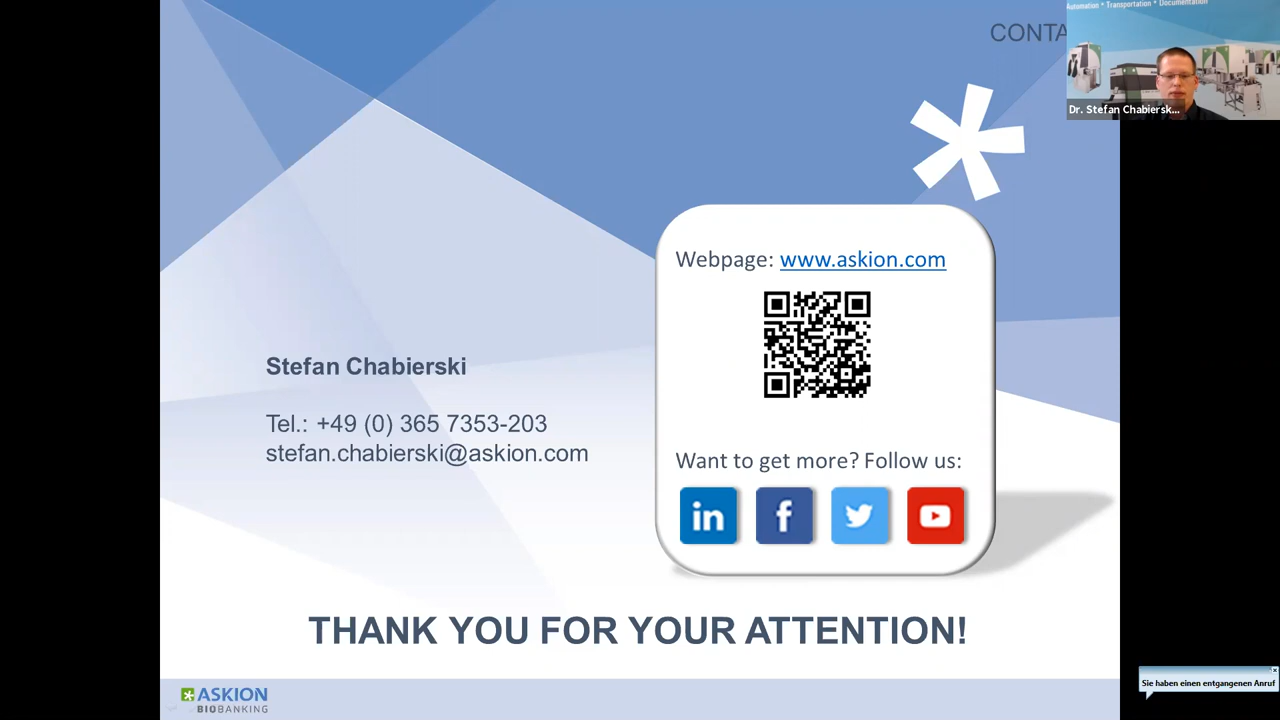 CONTA
Automation * Transportation * Documentation
Dr. Stefan Chabiersk...
Webpage: www.askion.com
Stefan Chabierski
Tel.: +49 (0) 365 7353-203
stefan.chabierski@askion.com
Want to get more? Follow us:
in
f
THANK YOU FOR YOUR ATTENTION!
Sie haben einen entgangenen Anruf
ASKION
BIOBANKING